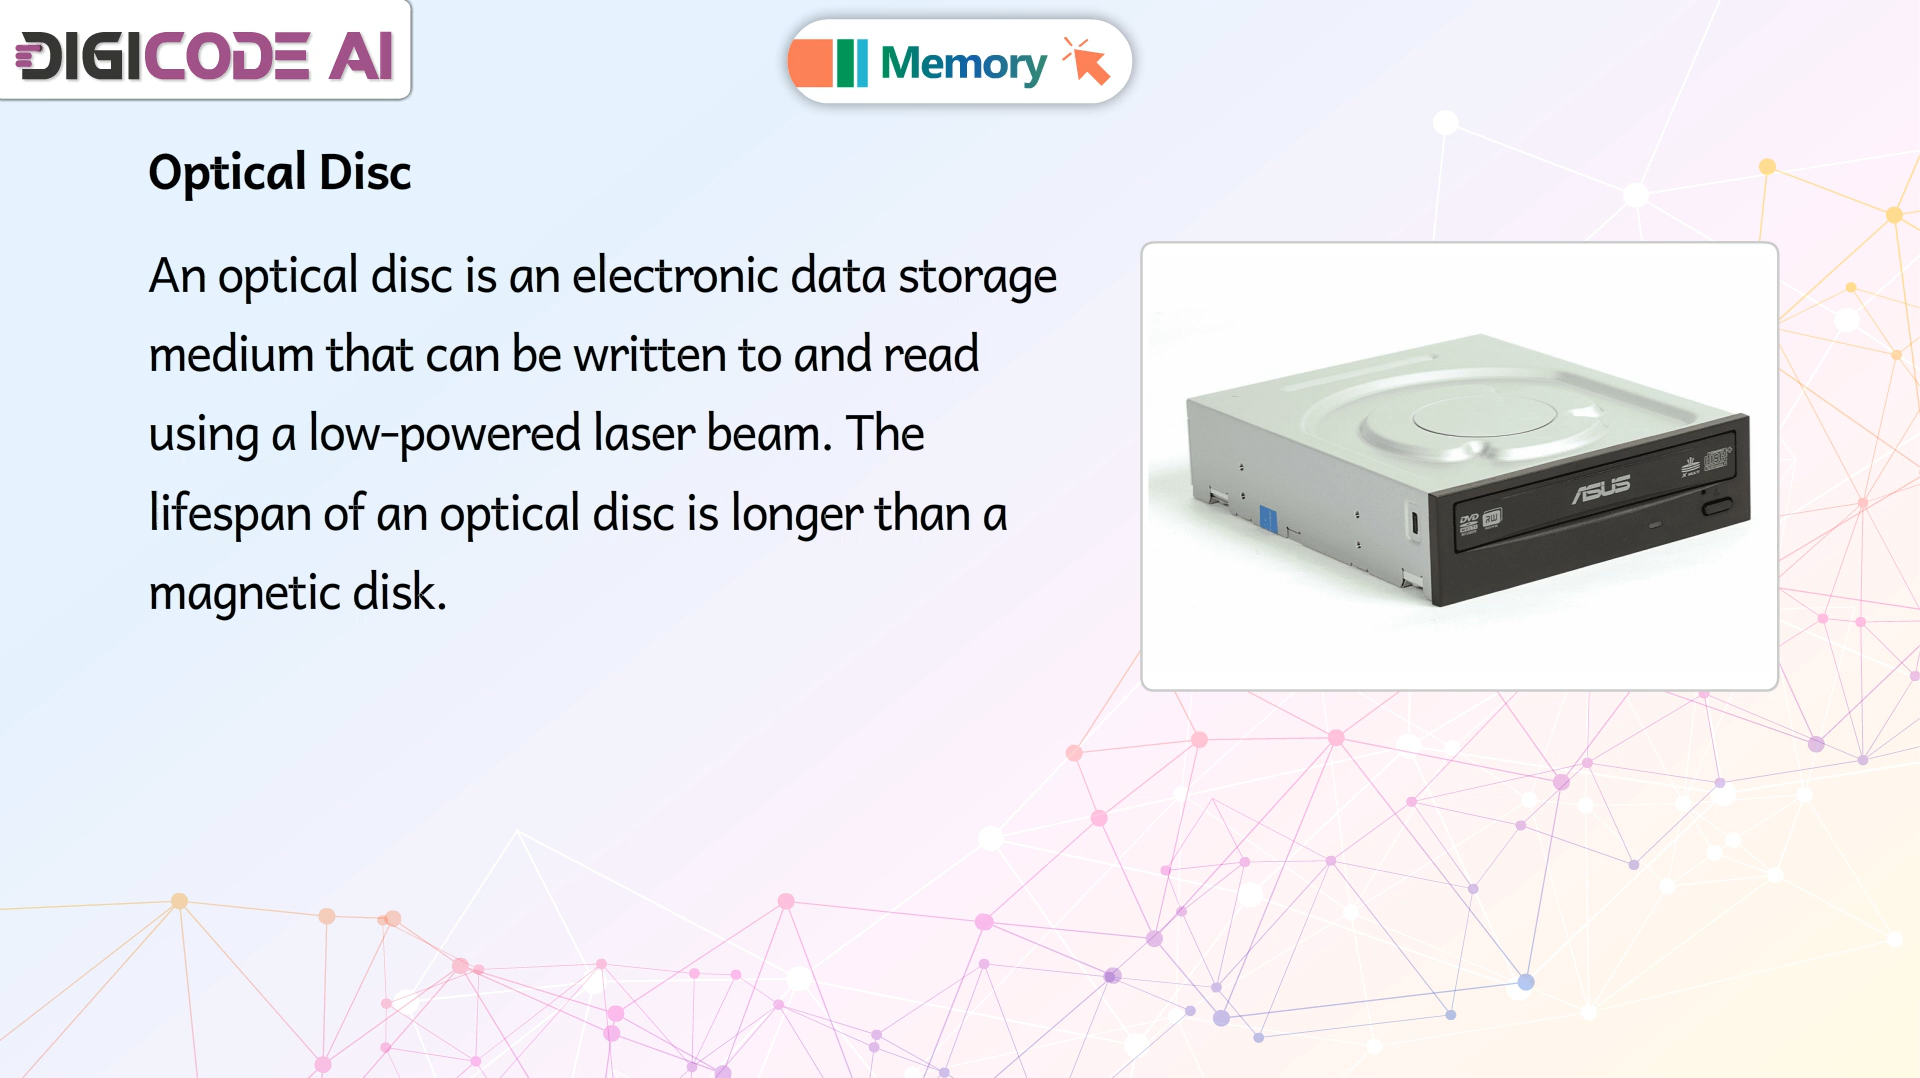 DIGICODE AI
Memory
Optical Disc
An optical disc is an electronic data storage
medium that can be written to and read
using a low-powered laser beam. The
lifespan of an optical disc is longer than a
magnetic disk.
ASUS
DVD
RW